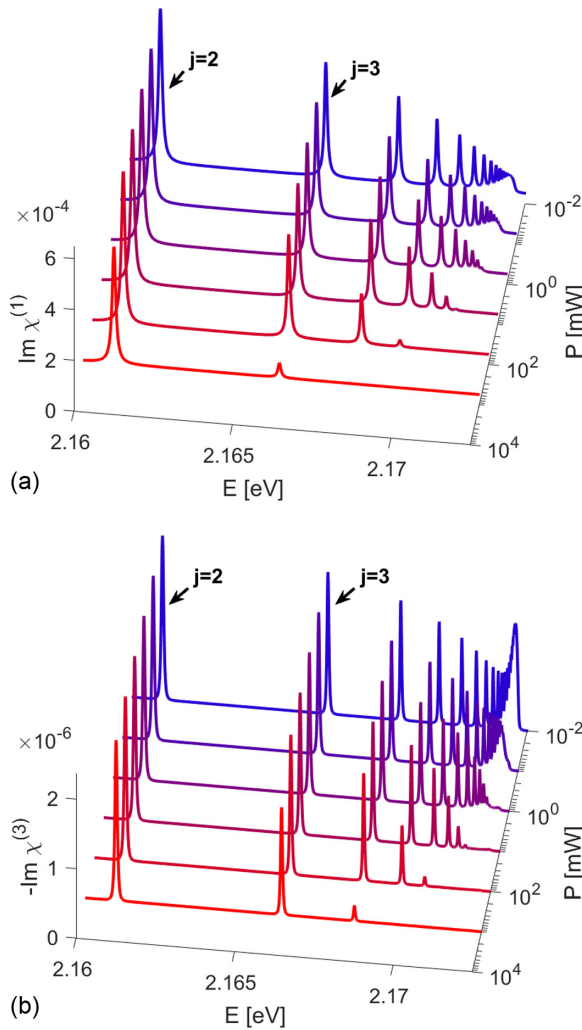 j=2
j=3
×10⁻⁴
6
4
2
0
Im χ⁽¹⁾
10⁻²
10⁰
10²
10⁴
P [mW]
2.16
2.165
2.17
E [eV]
(a)
j=2
j=3
×10⁻⁶
2
1
0
-Im χ⁽³⁾
10⁻²
10⁰
10²
10⁴
P [mW]
2.16
2.165
2.17
E [eV]
(b)